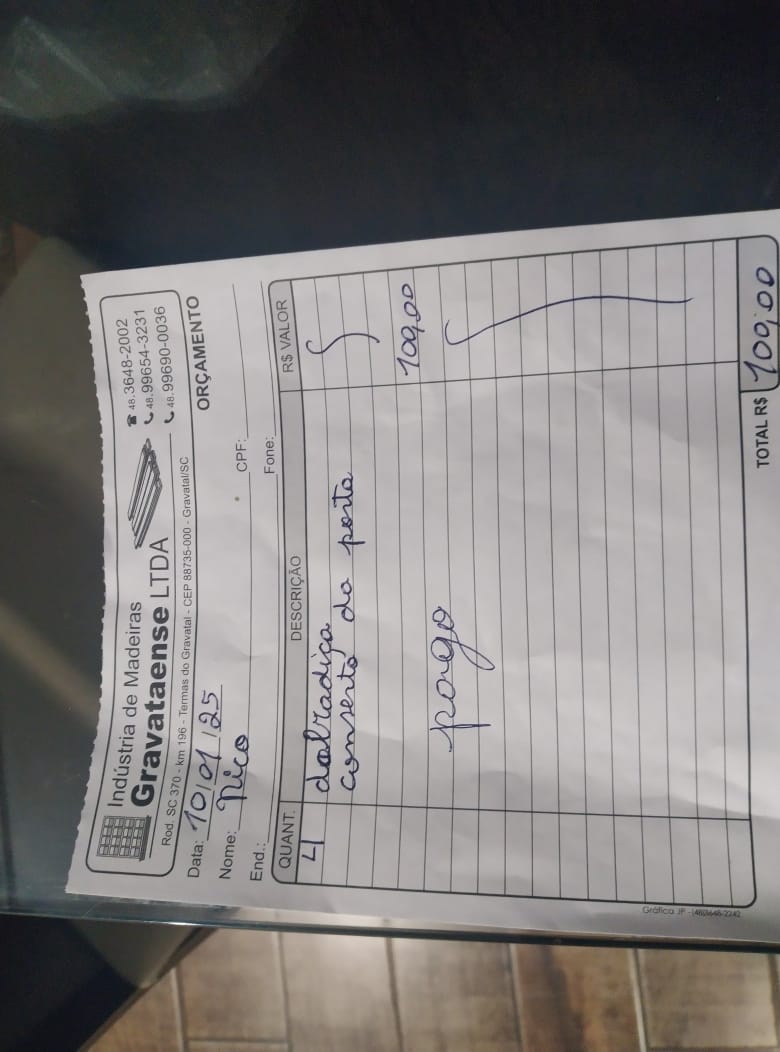 Indústria de Madeiras
Gravataense LTDA
48.3648-2002
48.99654-3231
48.99690-0036
Rod. SC 370 - km 196 - Termas do Gravatal - CEP 88735-000 - Gravatal/SC
ORÇAMENTO
Data: 10/01/25
Nome: Nico
CPF:
End.:
Fone:
QUANT. DESCRIÇÃO R$ VALOR
4 dobradiça
conserto da porta
100,00
pago
TOTAL R$ 100,00
Gráfica JP - (48)3648-2242